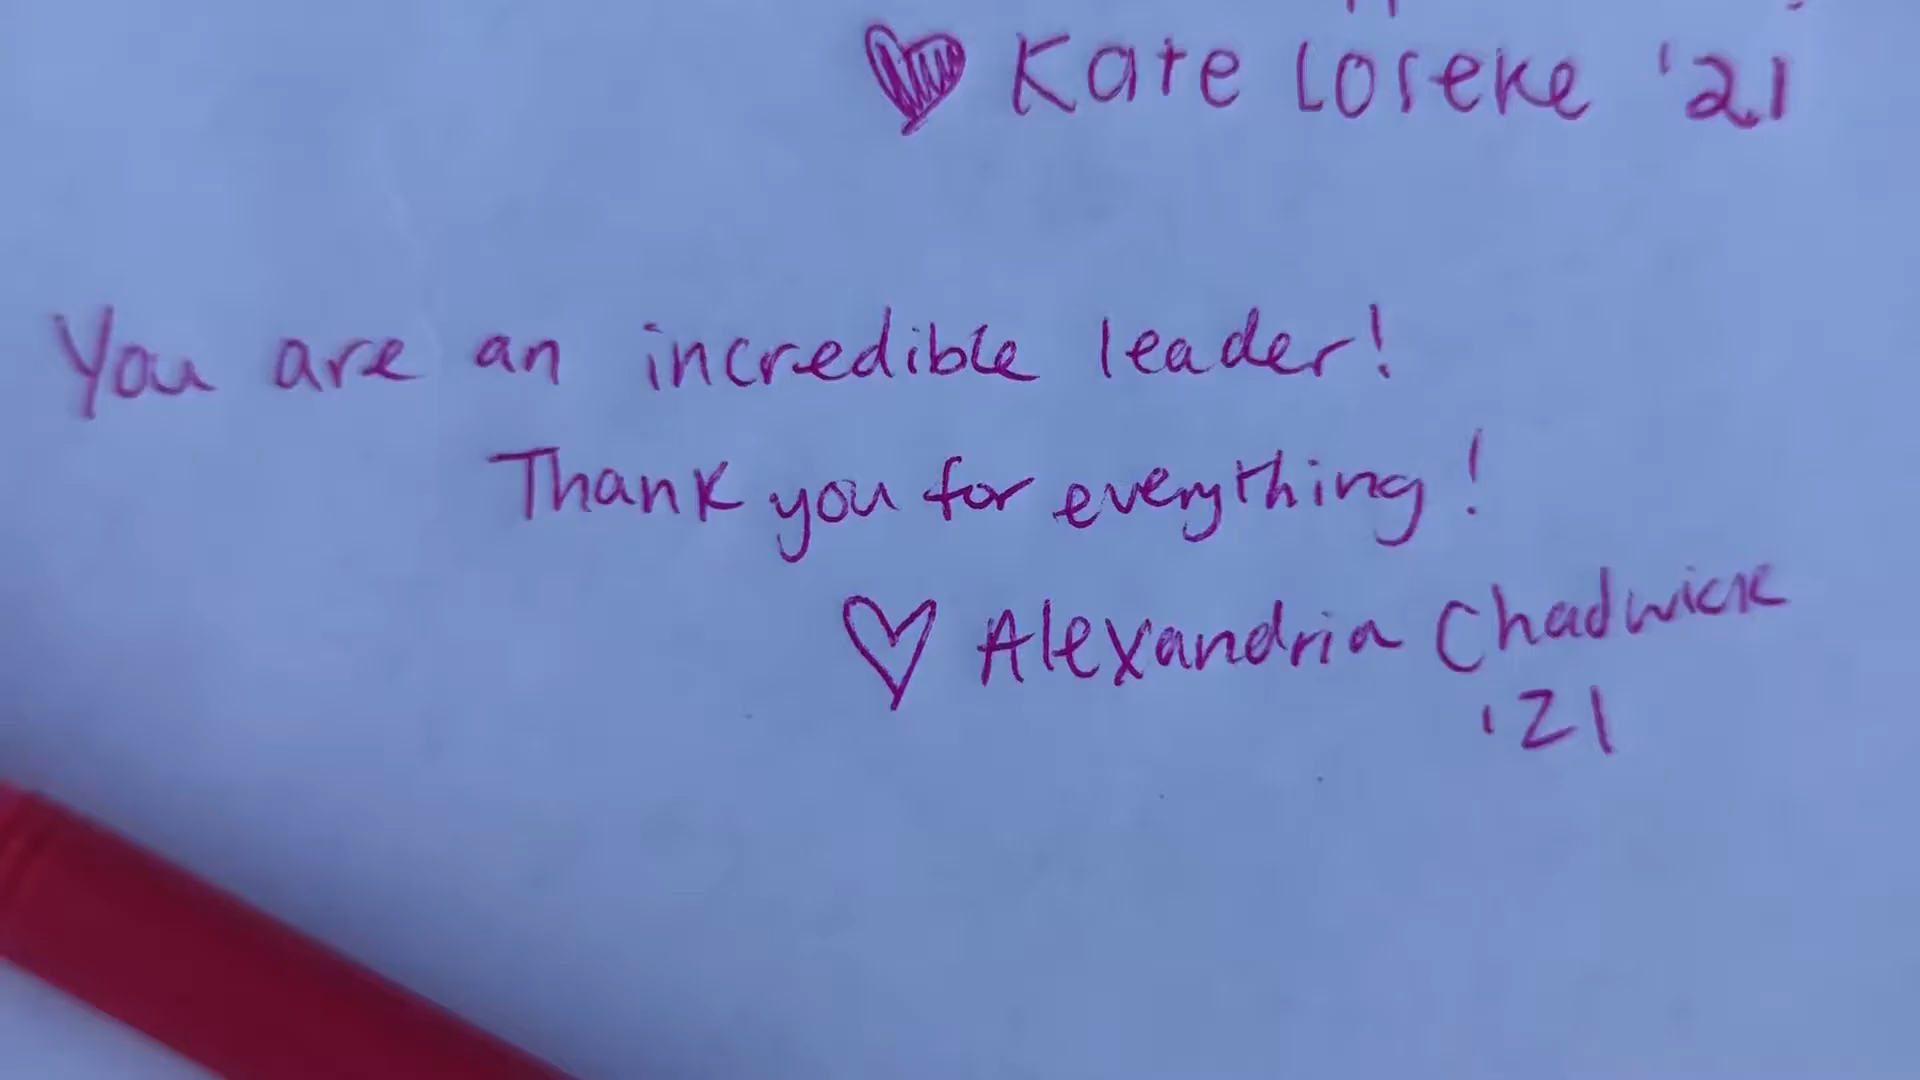 ♥ Kate Loseke '21
You are an incredible leader!
Thank you for everything!
♡ Alexandria Chadwick
'21